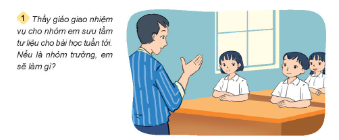 1 Thầy giáo giao nhiệm
vụ cho nhóm em sưu tầm
tư liệu cho bài học tuần tới.
Nếu là nhóm trưởng, em
sẽ làm gì?